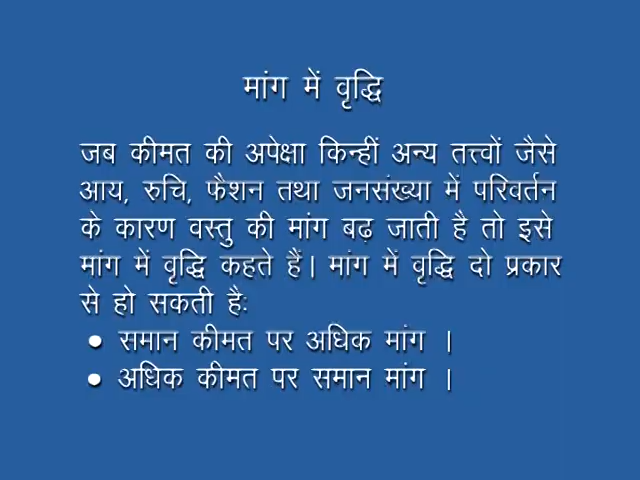 मांग में वृद्धि
जब कीमत की अपेक्षा किन्हीं अन्य तत्त्वों जैसे
आय, रुचि, फैशन तथा जनसंख्या में परिवर्तन
के कारण वस्तु की मांग बढ़ जाती है तो इसे
मांग में वृद्धि कहते हैं। मांग में वृद्धि दो प्रकार
से हो सकती है:
● समान कीमत पर अधिक मांग ।
● अधिक कीमत पर समान मांग ।